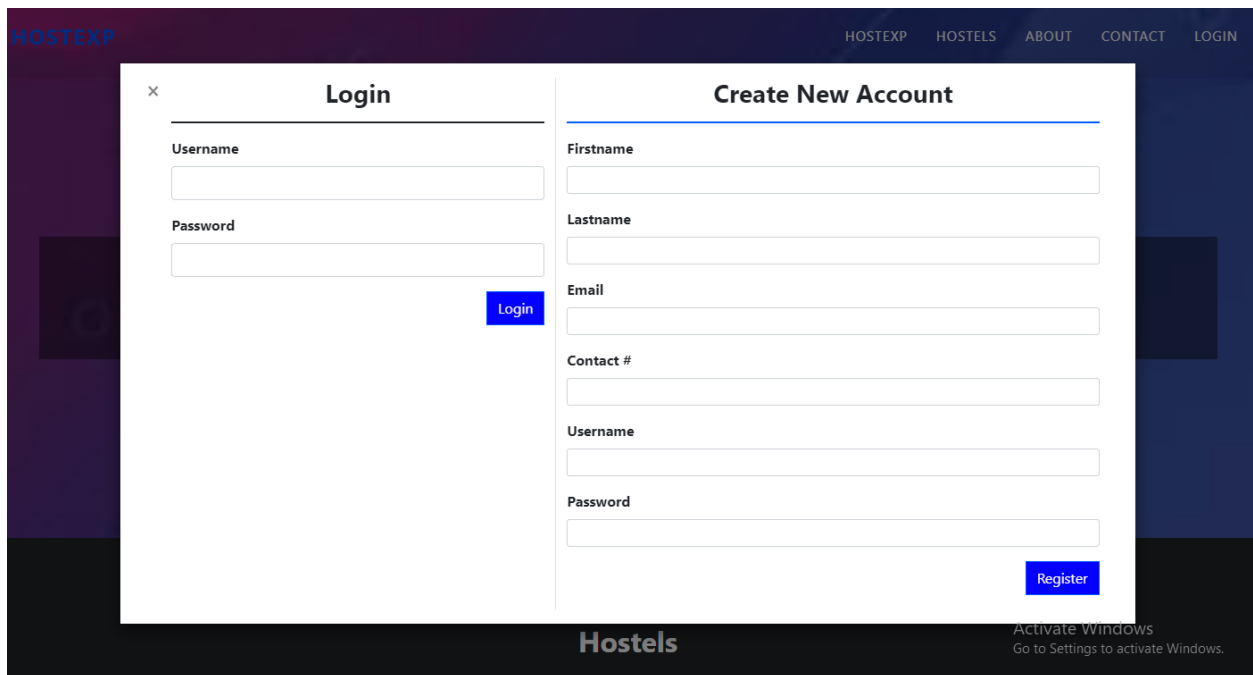 HOSTEXP
HOSTEXP HOSTELS ABOUT CONTACT LOGIN
×
Login
Username
Password
Login
Create New Account
Firstname
Lastname
Email
Contact #
Username
Password
Register
Hostels
Activate Windows
Go to Settings to activate Windows.